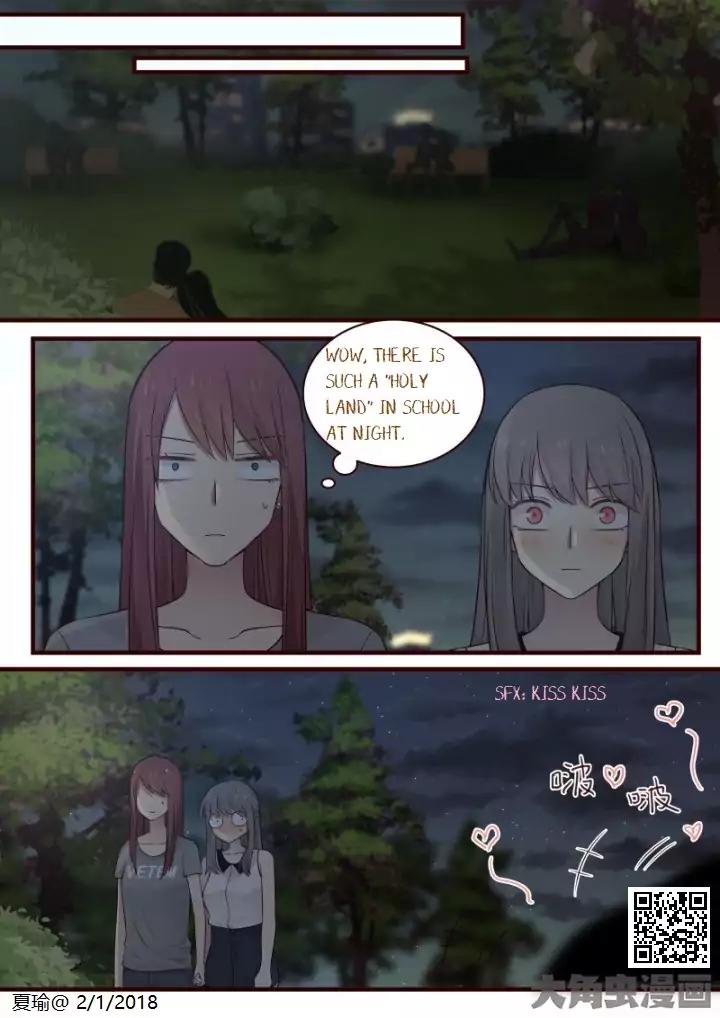 WOW, THERE IS
SUCH A "HOLY
LAND" IN SCHOOL
AT NIGHT.
SFX: KISS KISS
啵
啵
VETEN
大角虫漫画
夏瑜@ 2/1/2018